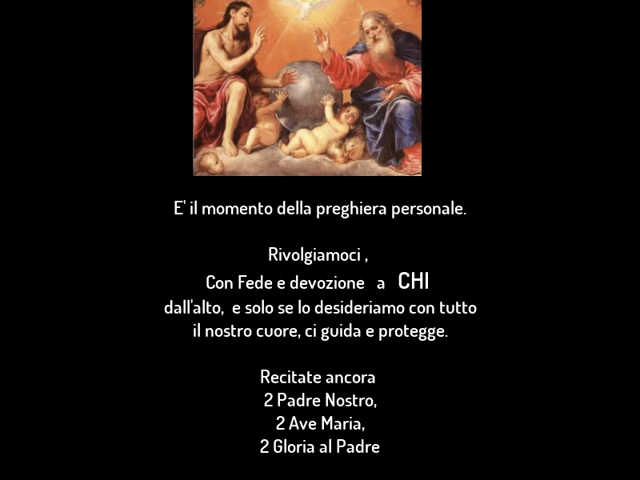 E' il momento della preghiera personale.
Rivolgiamoci ,
Con Fede e devozione a CHI
dall'alto, e solo se lo desideriamo con tutto
il nostro cuore, ci guida e protegge.
Recitate ancora
2 Padre Nostro,
2 Ave Maria,
2 Gloria al Padre